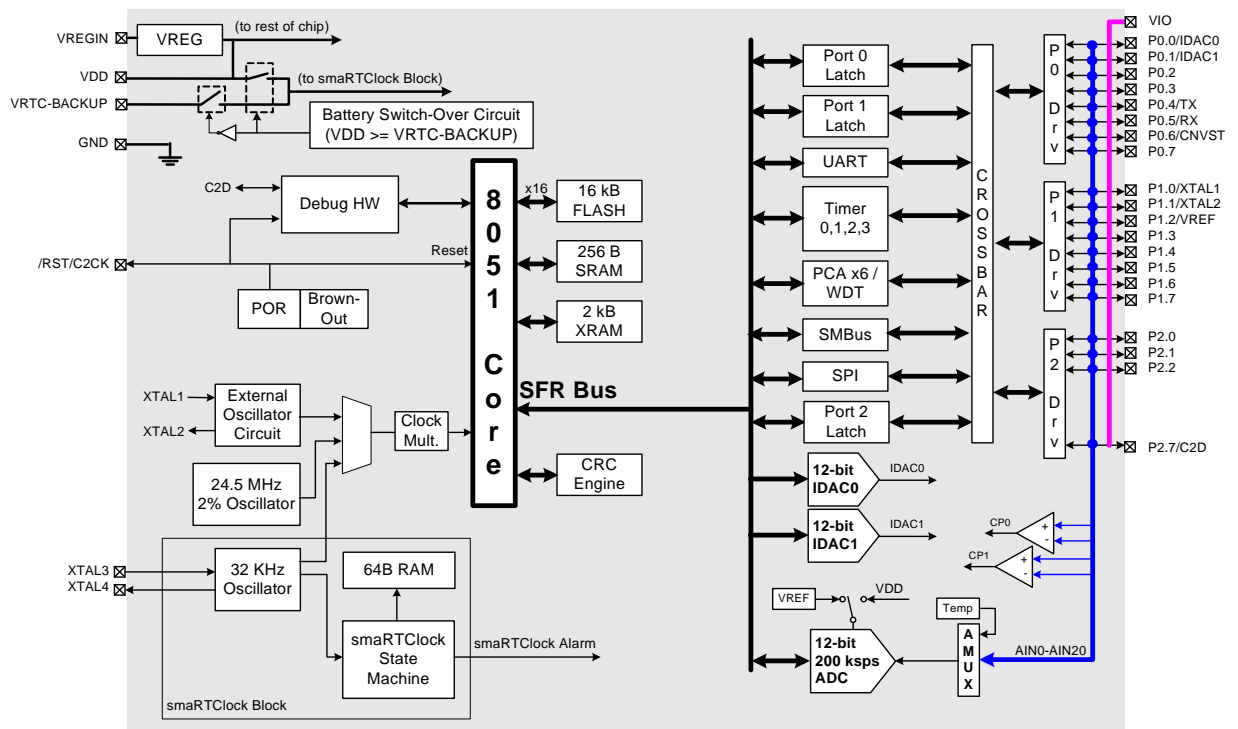 VREGIN
VREG
(to rest of chip)
VDD
(to smaRTClock Block)
VRTC-BACKUP
Battery Switch-Over Circuit
(VDD >= VRTC-BACKUP)
GND
C2D
Debug HW
/RST/C2CK
Reset
POR
Brown-
Out
8
0
5
1
C
o
r
e
x16
16 kB
FLASH
256 B
SRAM
2 kB
XRAM
SFR Bus
CRC
Engine
XTAL1
XTAL2
External
Oscillator
Circuit
Clock
Mult.
24.5 MHz
2% Oscillator
XTAL3
XTAL4
32 KHz
Oscillator
64B RAM
smaRTClock
State
Machine
smaRTClock Alarm
smaRTClock Block
Port 0
Latch
Port 1
Latch
UART
Timer
0,1,2,3
PCA x6 /
WDT
SMBus
SPI
Port 2
Latch
C
R
O
S
S
B
A
R
P
0
D
r
v
P
1
D
r
v
P
2
D
r
v
VIO
P0.0/IDAC0
P0.1/IDAC1
P0.2
P0.3
P0.4/TX
P0.5/RX
P0.6/CNVST
P0.7
P1.0/XTAL1
P1.1/XTAL2
P1.2/VREF
P1.3
P1.4
P1.5
P1.6
P1.7
P2.0
P2.1
P2.2
P2.7/C2D
12-bit
IDAC0
IDAC0
12-bit
IDAC1
IDAC1
CP0
+
-
CP1
+
-
VREF
VDD
12-bit
200 ksps
ADC
Temp
A
M
U
X
AIN0-AIN20